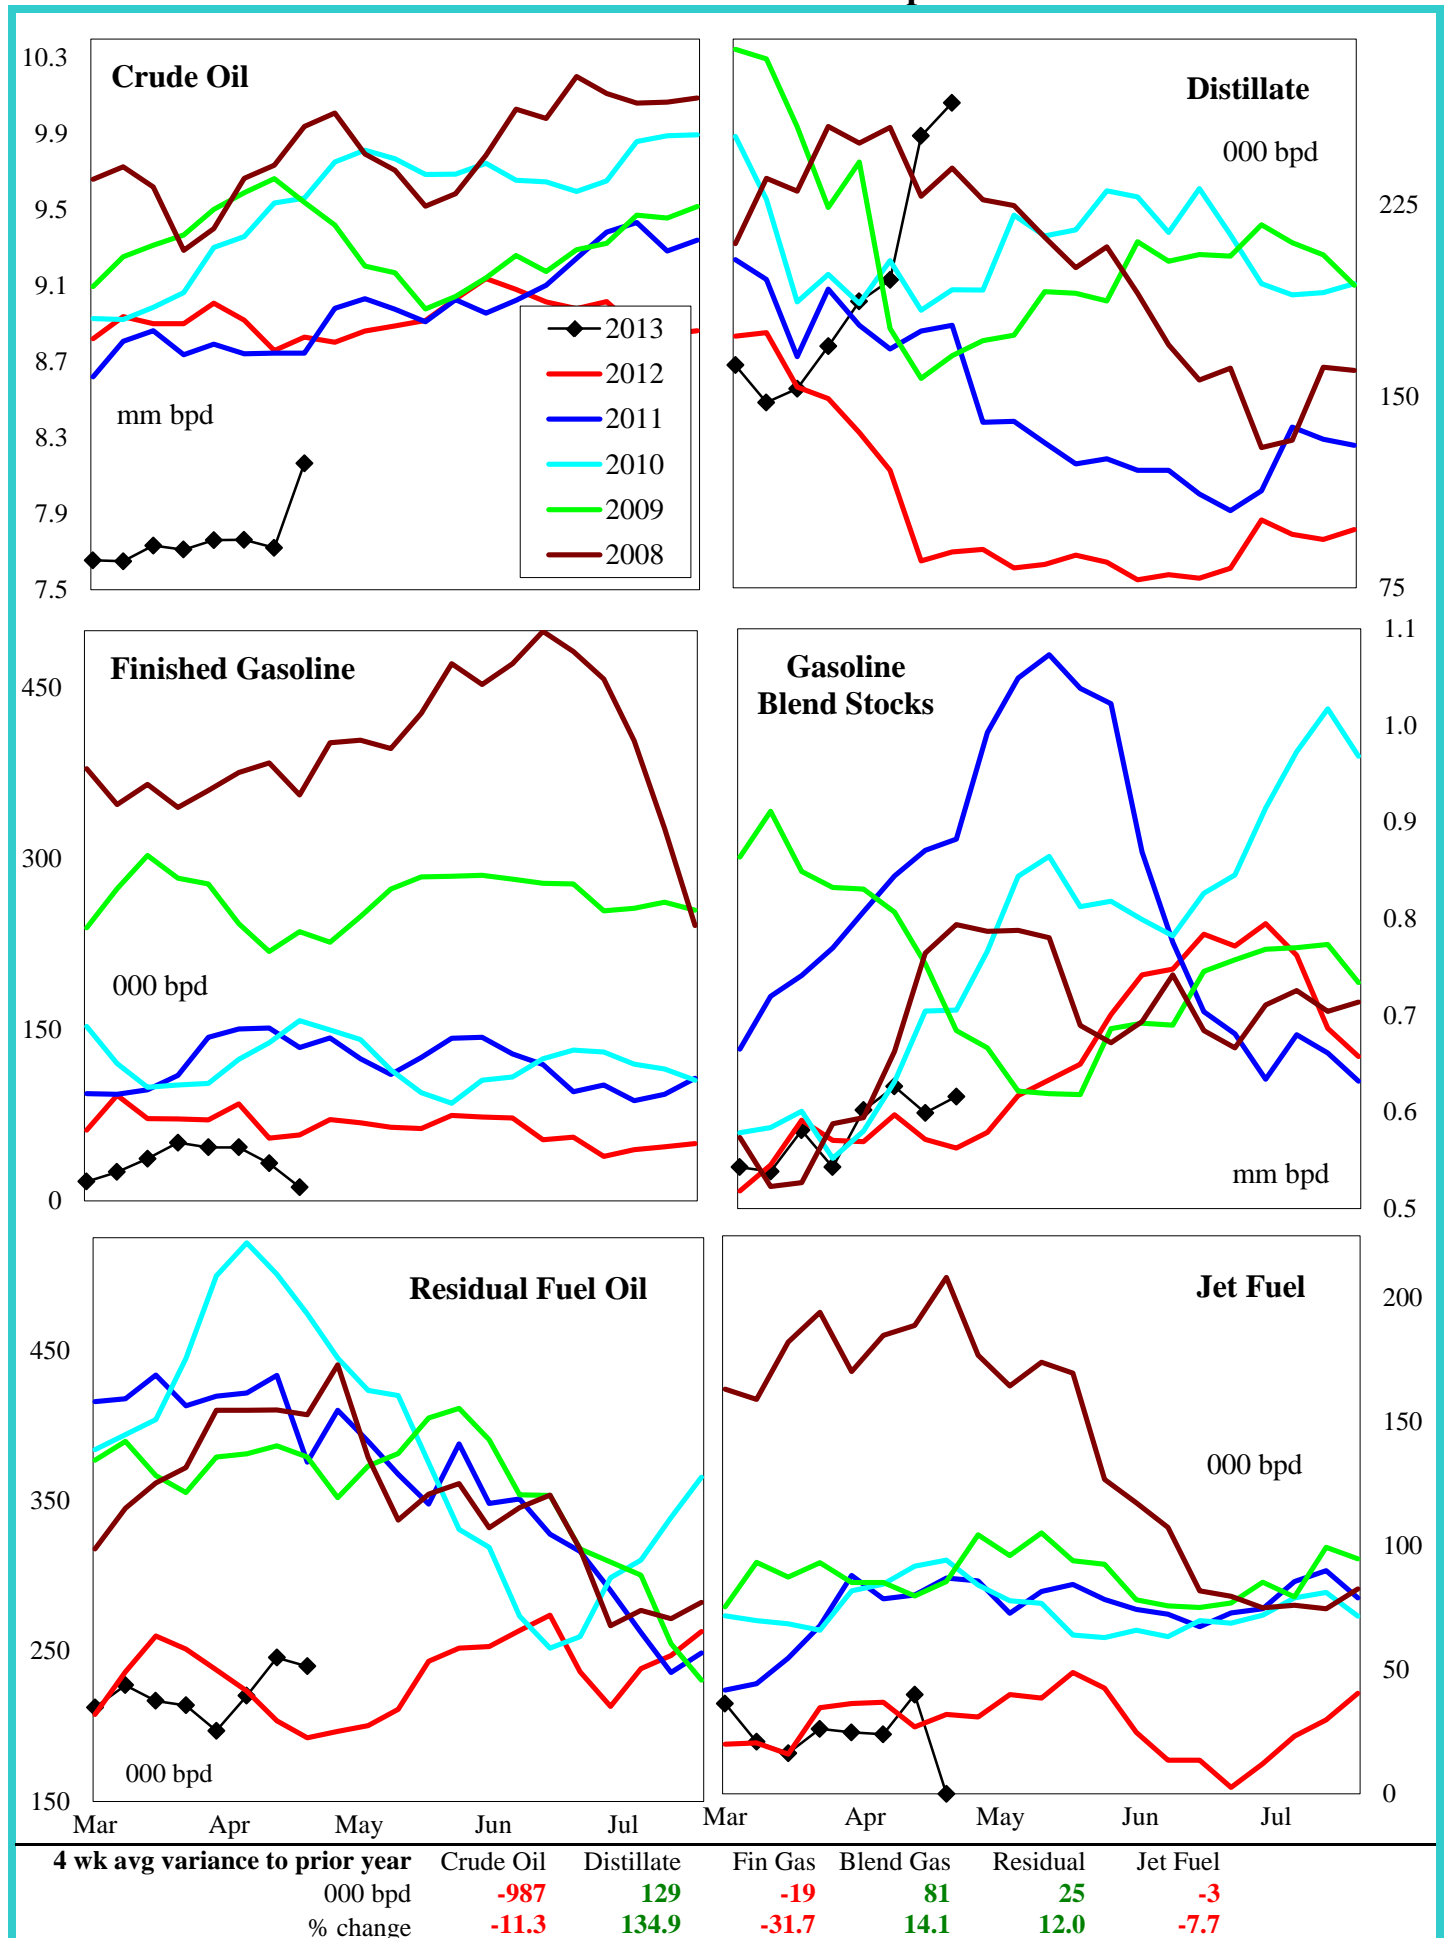 10.3
9.9
9.5
9.1
8.7
8.3
7.9
7.5
Crude Oil
mm bpd
2013
2012
2011
2010
2009
2008
Distillate
000 bpd
225
150
75
Finished Gasoline
450
300
150
0
000 bpd
Gasoline
Blend Stocks
1.1
1.0
0.9
0.8
0.7
0.6
0.5
mm bpd
Residual Fuel Oil
450
350
250
150
000 bpd
Mar Apr May Jun Jul
Jet Fuel
200
150
100
50
0
000 bpd
Mar Apr May Jun Jul
4 wk avg variance to prior year Crude Oil Distillate Fin Gas Blend Gas Residual Jet Fuel
000 bpd -987 129 -19 81 25 -3
% change -11.3 134.9 -31.7 14.1 12.0 -7.7